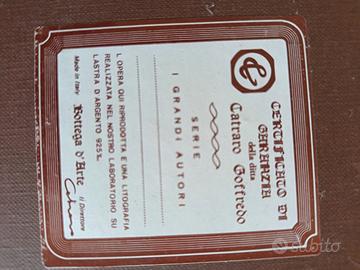 CERTIFICATO DI
GARANZIA
della ditta
Catraro Goffredo
SERIE
I GRANDI AUTORI
L'OPERA QUI RIPRODOTTA E' UNA LITOGRAFIA
REALIZZATA NEL NOSTRO LABORATORIO SU
LASTRA D'ARGENTO 925‰
Made in Italy
Bottega d'Arte
il Direttore
subito